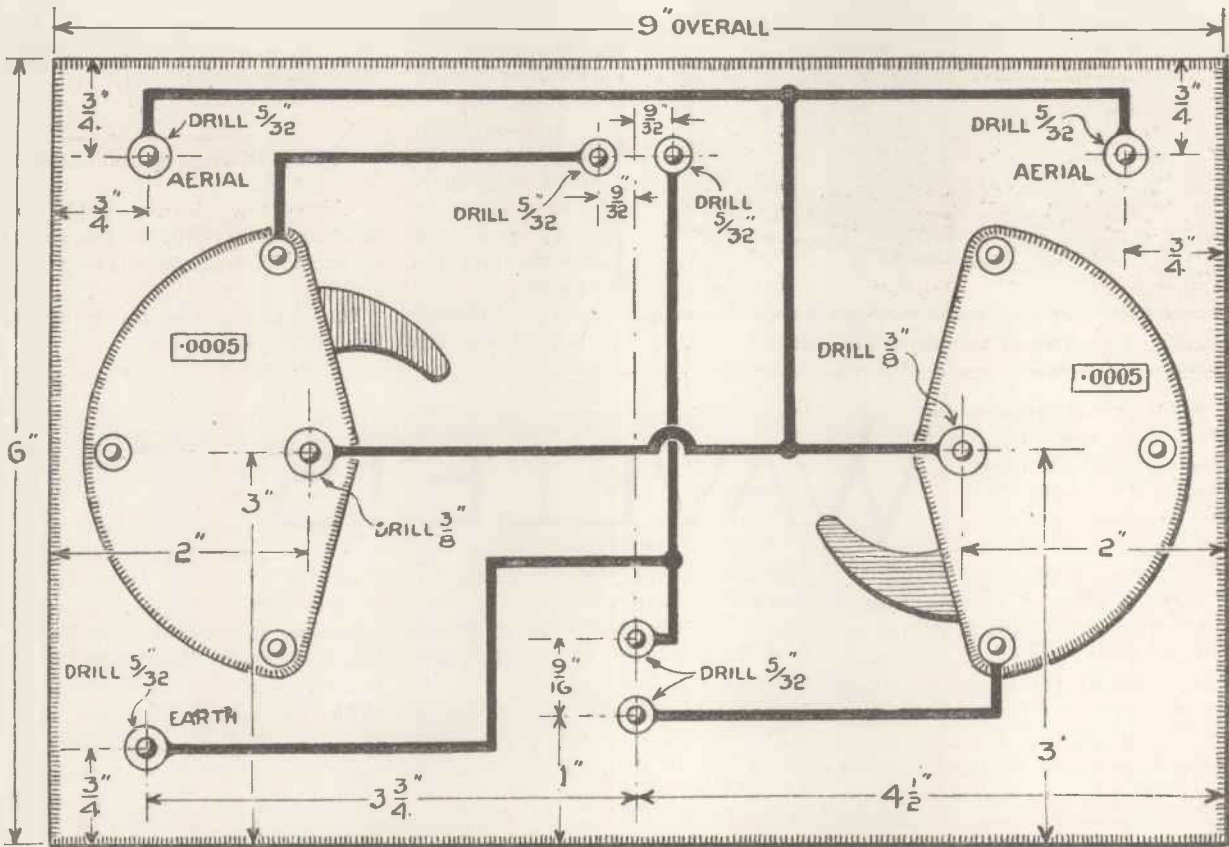 9" OVERALL
3/4"
DRILL 5/32"
9/32"
DRILL 5/32
3/4"
AERIAL
DRILL 5/32"
9/32"
DRILL 5/32"
AERIAL
3/4"
3/4"
·0005
DRILL 3/8"
·0005
6"
3"
DRILL 3/8"
2"
2"
DRILL 5/32"
9/16"
DRILL 5/32"
EARTH
3/4"
3 3/4"
1"
4 1/2"
3"